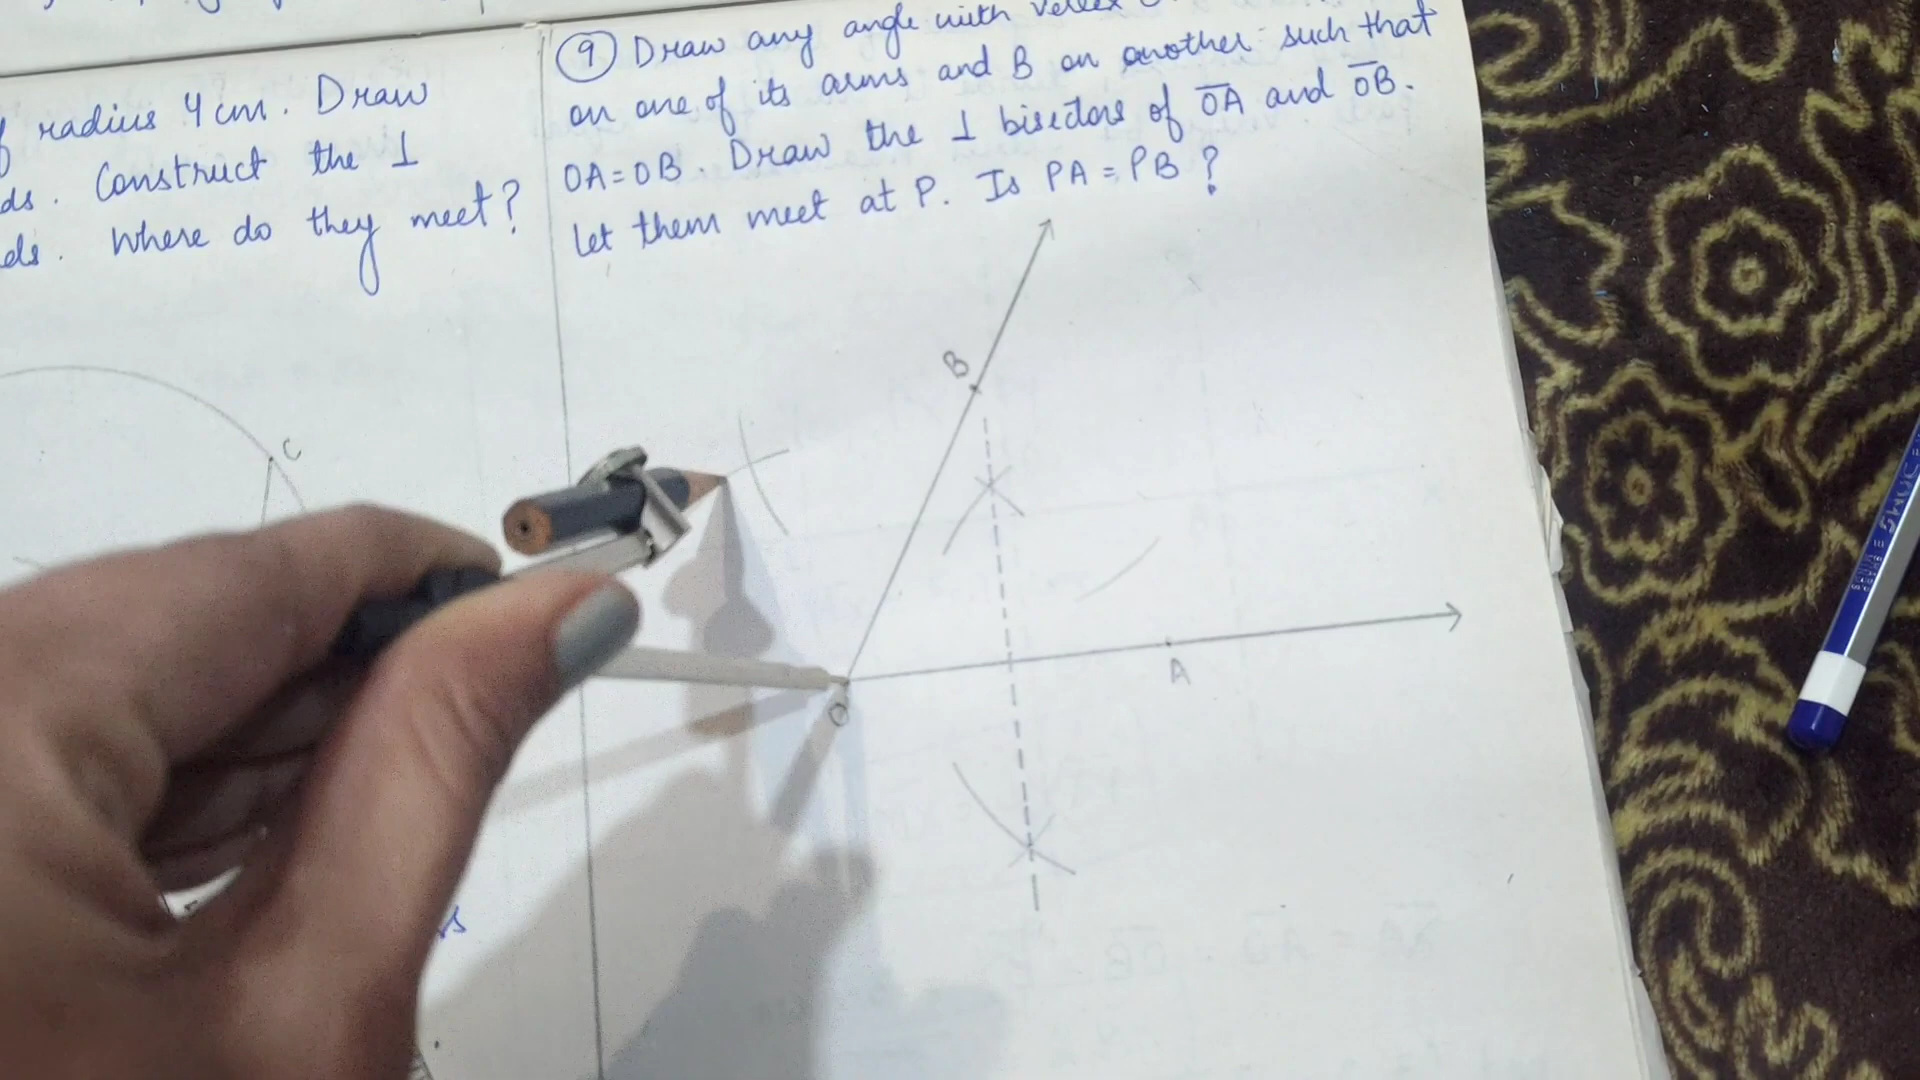 radius 4 cm. Draw
ds. Construct the ⊥
ds. Where do they meet?
C
⑨ Draw any angle with vertex
on one of its arms and B on another such that
OA = OB. Draw the ⊥ bisectors of OA and OB.
Let them meet at P. Is PA = PB ?
B
A
O